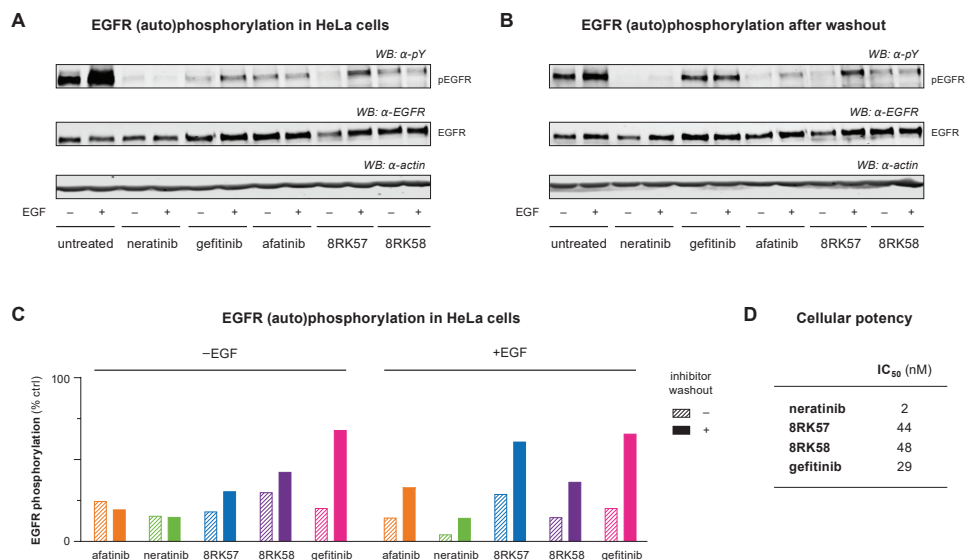 A
EGFR (auto)phosphorylation in HeLa cells
WB: α-pY
pEGFR
WB: α-EGFR
EGFR
WB: α-actin
EGF – + – + – + – + – + – +
untreated neratinib gefitinib afatinib 8RK57 8RK58
B
EGFR (auto)phosphorylation after washout
WB: α-pY
pEGFR
WB: α-EGFR
EGFR
WB: α-actin
EGF – + – + – + – + – + – +
untreated neratinib gefitinib afatinib 8RK57 8RK58
C
EGFR (auto)phosphorylation in HeLa cells
–EGF +EGF
EGFR phosphorylation (% ctrl)
100
0
afatinib neratinib 8RK57 8RK58 gefitinib afatinib neratinib 8RK57 8RK58 gefitinib
inhibitor
washout
–
+
D
Cellular potency
IC50 (nM)
neratinib 2
8RK57 44
8RK58 48
gefitinib 29